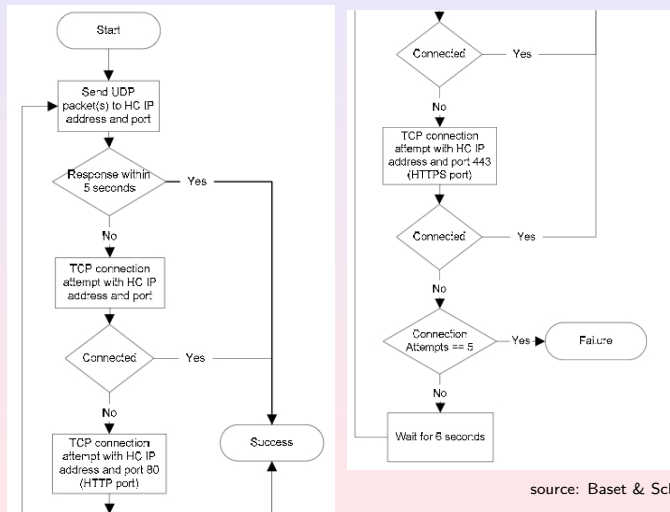 Start
Send UDP
packet(s) to HC IP
address and port
Response within
5 seconds
Yes
No
TCP connection
attempt with HC IP
address and port
Connected
Yes
No
TCP connection
attempt with HC IP
address and port 80
(HTTP port)
Success
Connected
Yes
No
TCP connection
attempt with HC IP
address and port 443
(HTTPS port)
Connected
Yes
No
Connection
Attempts == 5
Yes
Failure
No
Wait for 6 seconds
source: Baset &